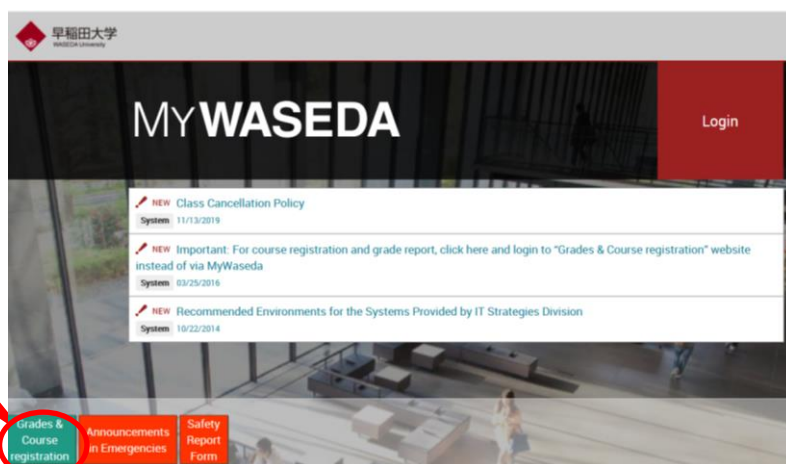 早稲田大学
WASEDA University
MYWASEDA
Login
NEW Class Cancellation Policy
System 11/13/2019
NEW Important: For course registration and grade report, click here and login to "Grades & Course registration" website
instead of via MyWaseda
System 03/25/2016
NEW Recommended Environments for the Systems Provided by IT Strategies Division
System 10/22/2014
Grades &
Course
registration
Announcements
in Emergencies
Safety
Report
Form